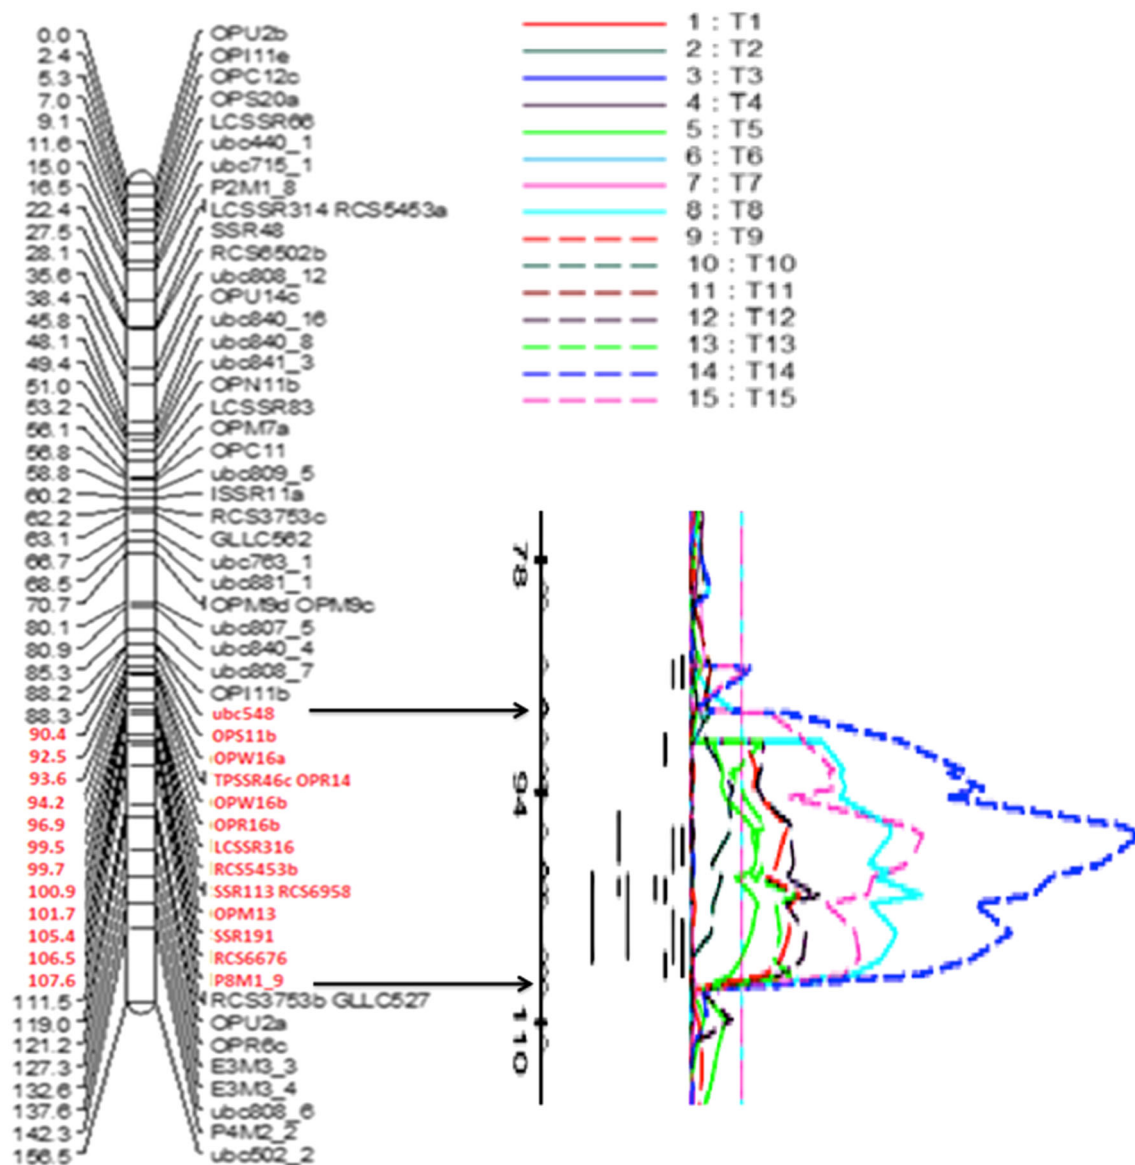 0.0 OPU2b
2.4 OPI11e
5.3 OPC12c
7.0 OPS20a
9.1 LCSSR66
11.6 ubc440_1
15.0 ubc715_1
16.5 P2M1_8
22.4 LCSSR314 RCS5453a
27.5 SSR48
28.1 RCS6502b
35.6 ubc808_12
38.4 OPU14c
45.8 ubc840_16
48.1 ubc840_8
49.4 ubc841_3
51.0 OPN11b
53.2 LCSSR83
56.1 OPM7a
56.8 OPC11
58.8 ubc809_5
60.2 ISSR11a
62.2 RCS3753c
63.1 GLLC562
66.7 ubc763_1
68.5 ubc881_1
70.7 OPM9d OPM9c
80.1 ubc807_5
80.9 ubc840_4
85.3 ubc808_7
88.2 OPI11b
88.3 ubc548
90.4 OPS11b
92.5 OPW16a
93.6 TPSSR46c OPR14
94.2 OPW16b
96.9 OPR16b
99.5 LCSSR316
99.7 RCS5453b
100.9 SSR113 RCS6958
101.7 OPM13
105.4 SSR191
106.5 RCS6676
107.6 P8M1_9
111.5 RCS3753b GLLC527
119.0 OPU2a
121.2 OPR6c
127.3 E3M3_3
132.6 E3M3_4
137.6 ubc808_6
142.3 P4M2_2
156.5 ubc502_2
1 : T1
2 : T2
3 : T3
4 : T4
5 : T5
6 : T6
7 : T7
8 : T8
9 : T9
10 : T10
11 : T11
12 : T12
13 : T13
14 : T14
15 : T15
78
94
110